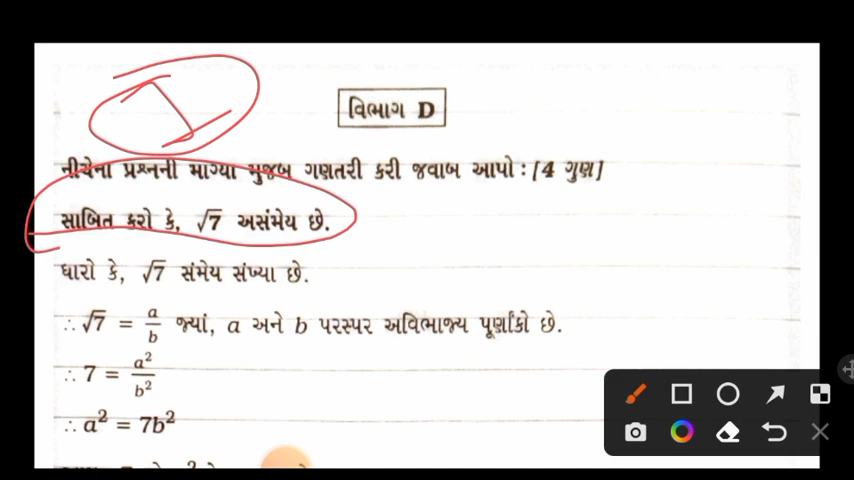 વિભાગ D
નીચેના પ્રશ્નની માગ્યા મુજબ ગણતરી કરી જવાબ આપો : [4 ગુણ]
સાબિત કરો કે, √7 અસંમેય છે.
ધારો કે, √7 સંમેય સંખ્યા છે.
∴ √7 = a/b જ્યાં, a અને b પરસ્પર અવિભાજ્ય પૂર્ણાંકો છે.
∴ 7 = a²/b²
∴ a² = 7b²